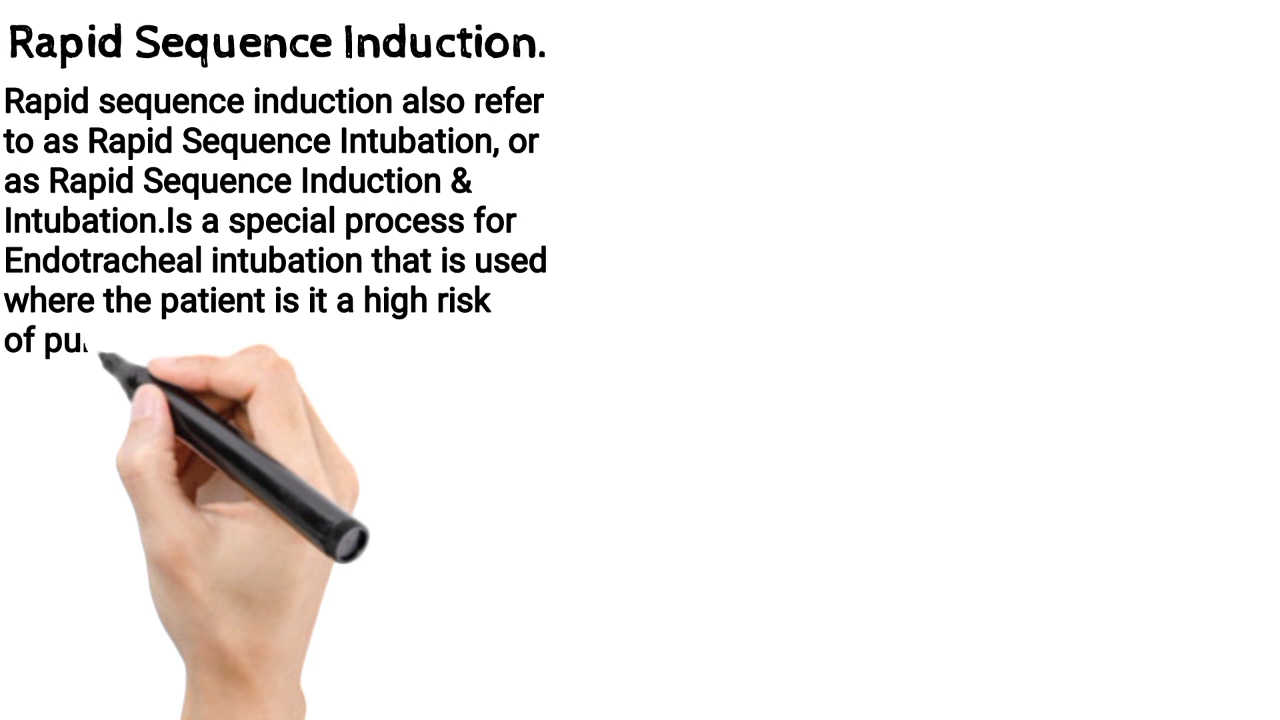 Rapid Sequence Induction.
Rapid sequence induction also refer
to as Rapid Sequence Intubation, or
as Rapid Sequence Induction &
Intubation.Is a special process for
Endotracheal intubation that is used
where the patient is it a high risk
of